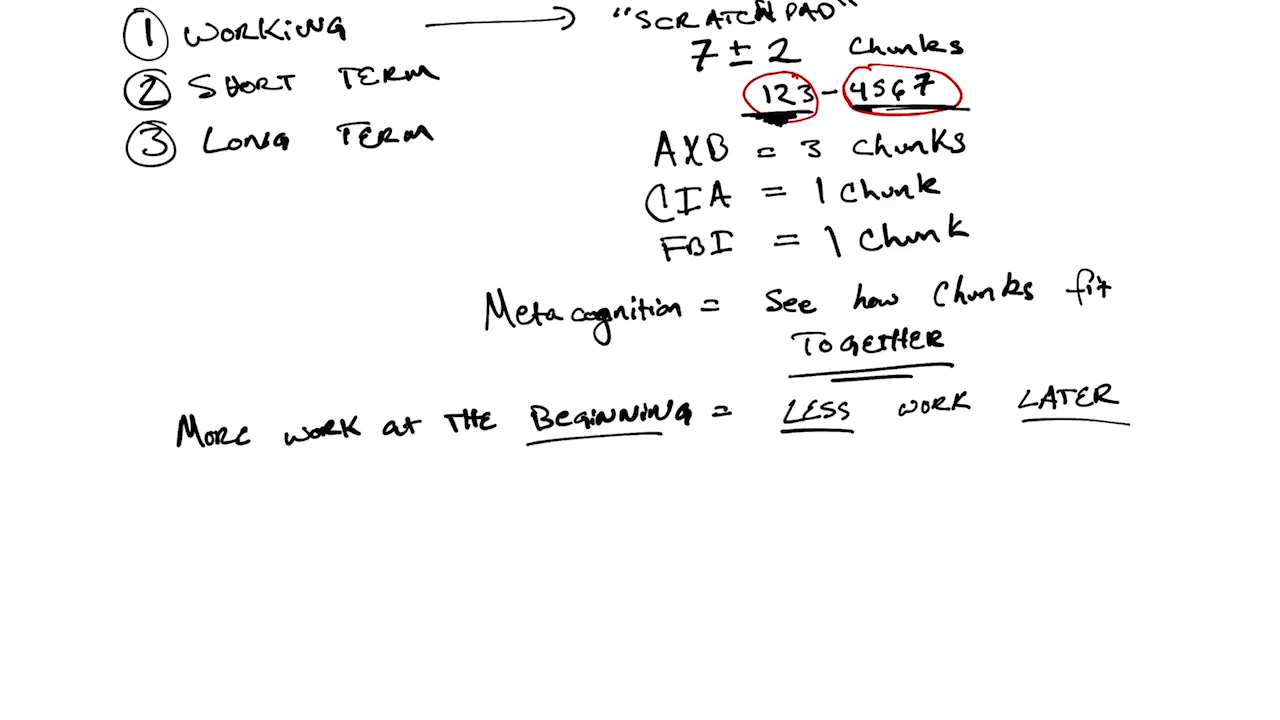 ① WORKING → "SCRATCH PAD"
7 ± 2 Chunks
② SHORT TERM
123 - 4567
③ LONG TERM
AXB = 3 Chunks
CIA = 1 Chunk
FBI = 1 Chunk
Metacognition = See how Chunks fit
TOGETHER
MORE WORK at THE BEGINNING = LESS WORK LATER